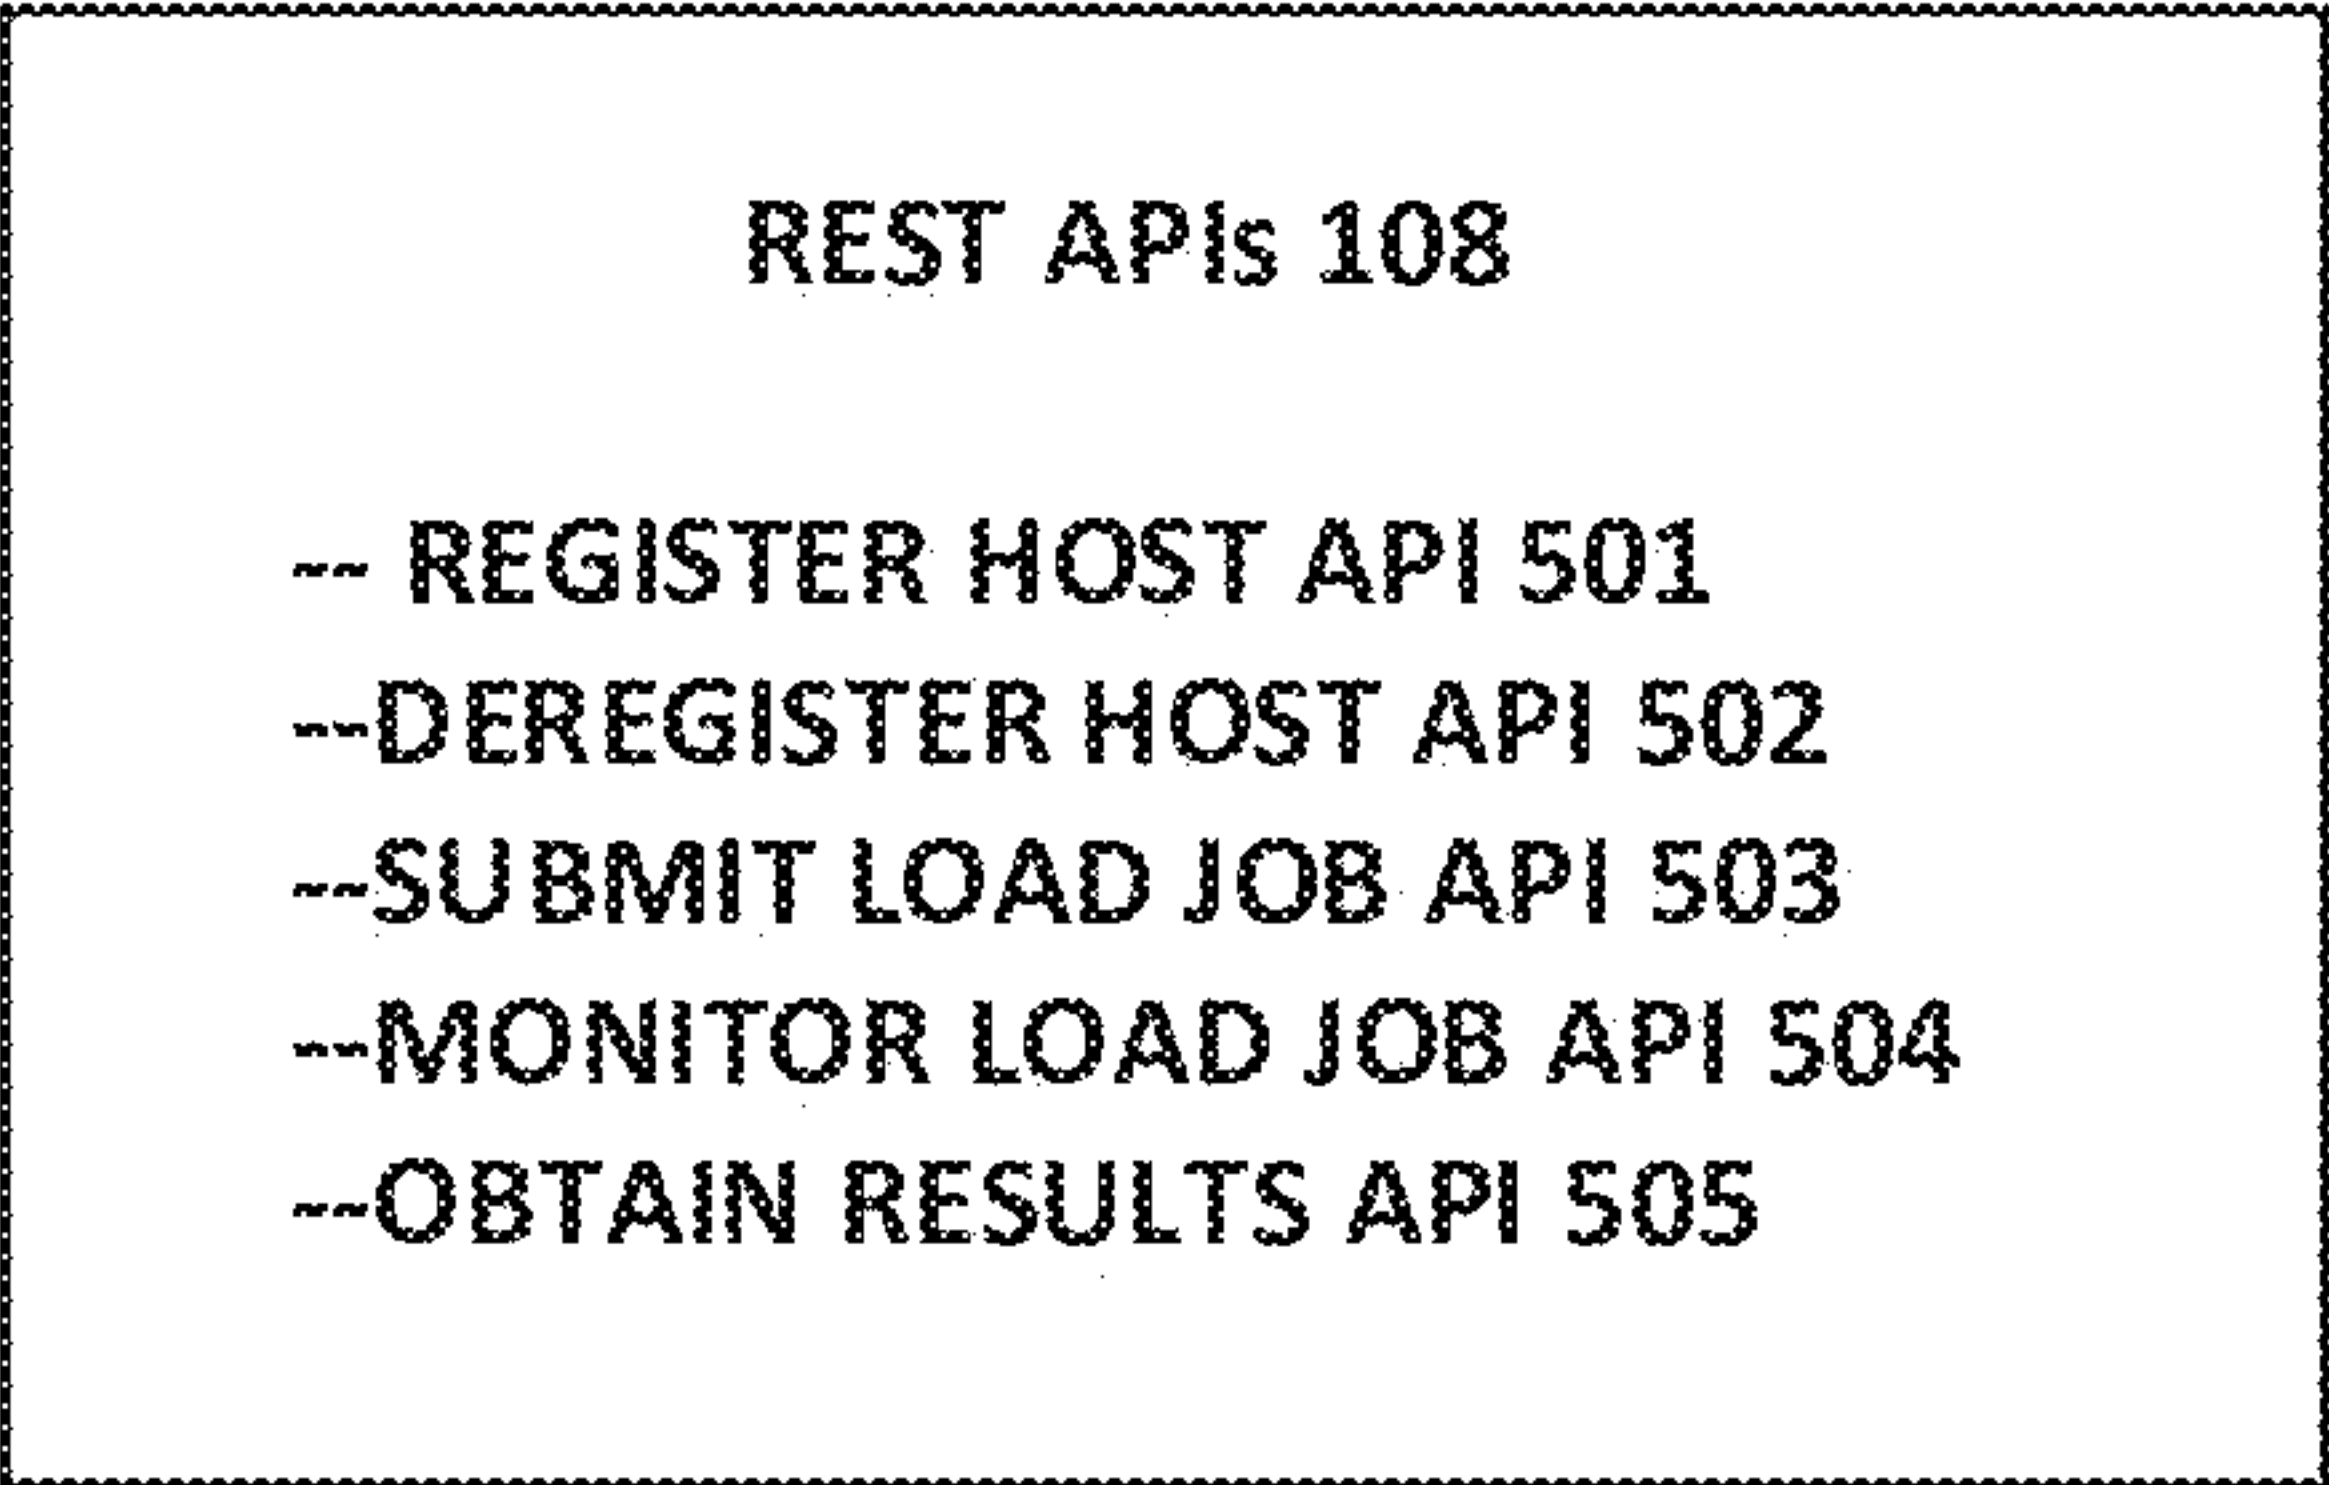 REST APIs 108
-- REGISTER HOST API 501
--DEREGISTER HOST API 502
--SUBMIT LOAD JOB API 503
--MONITOR LOAD JOB API 504
--OBTAIN RESULTS API 505